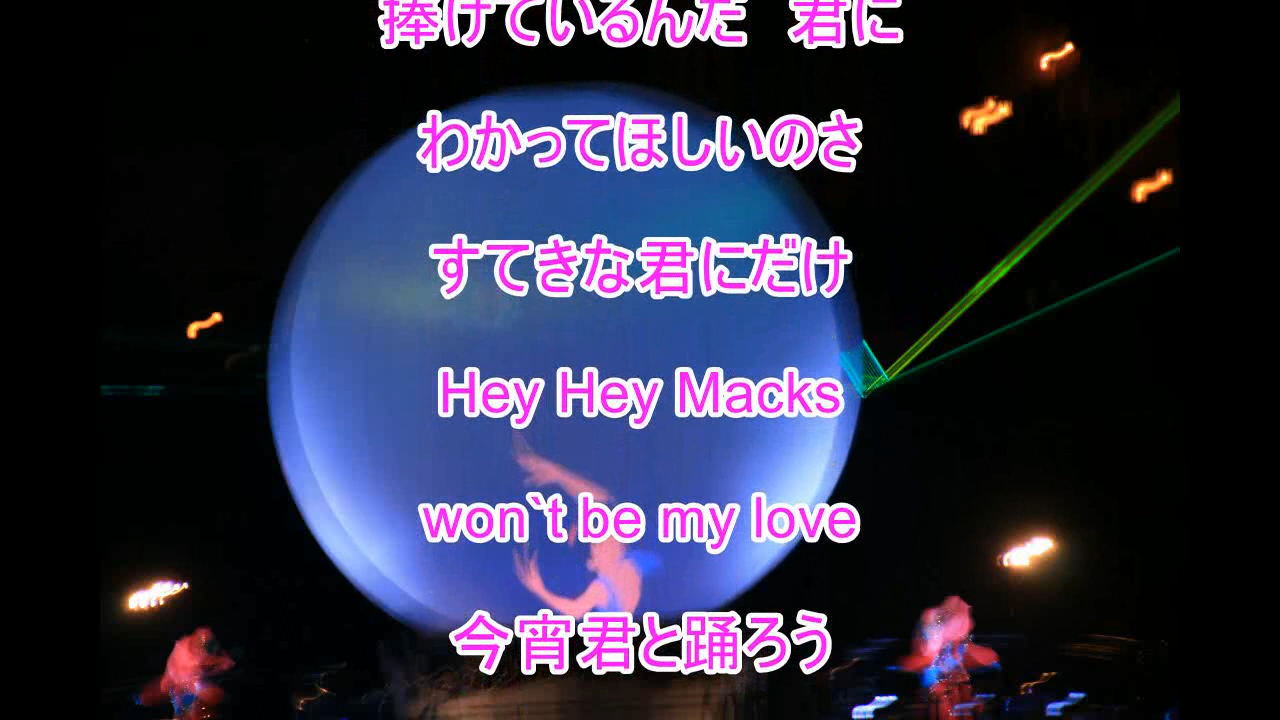 捧げているんだ　君に
わかってほしいのさ
すてきな君にだけ
Hey Hey Macks
won`t be my love
今宵君と踊ろう